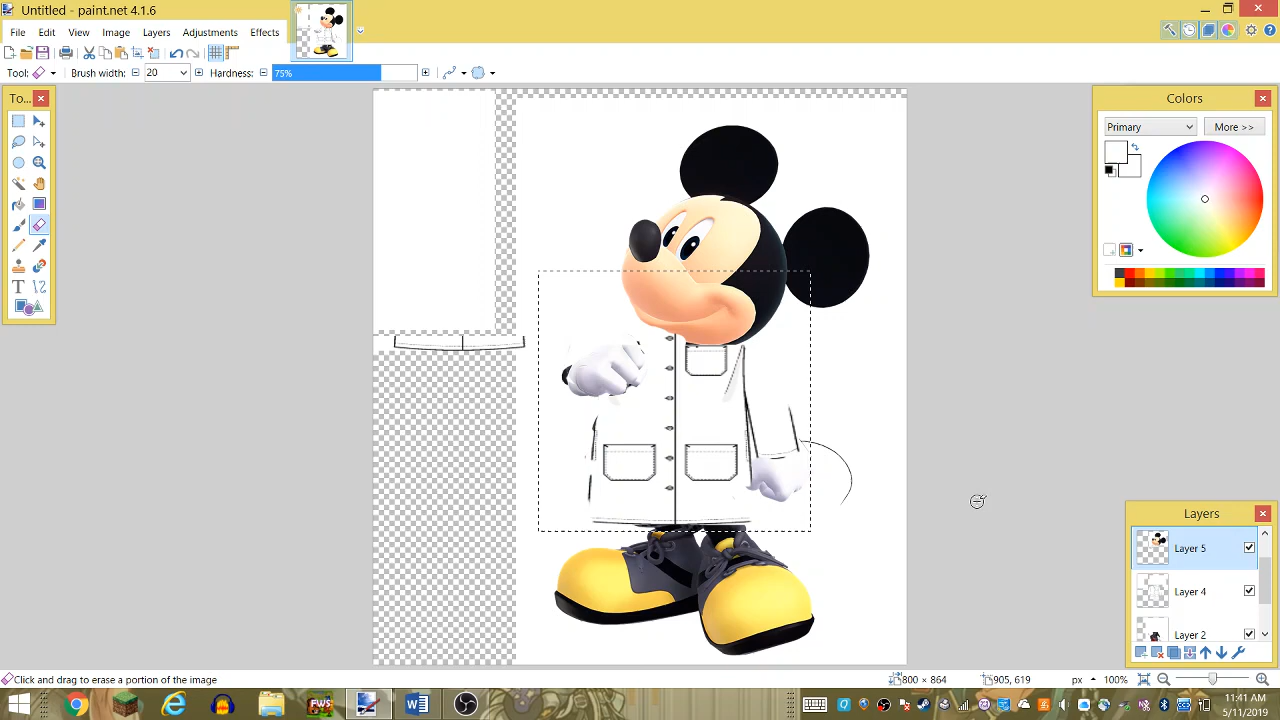 Untitled - paint.net 4.1.6
File Edit View Image Layers Adjustments Effects
Tool: Brush width: 20 Hardness: 75%
To...
Colors
Primary More >>
Layers
Layer 5
Layer 4
Layer 2
Click and drag to erase a portion of the image 800 × 864 905, 619 px 100%
FWS
11:41 AM
5/11/2019